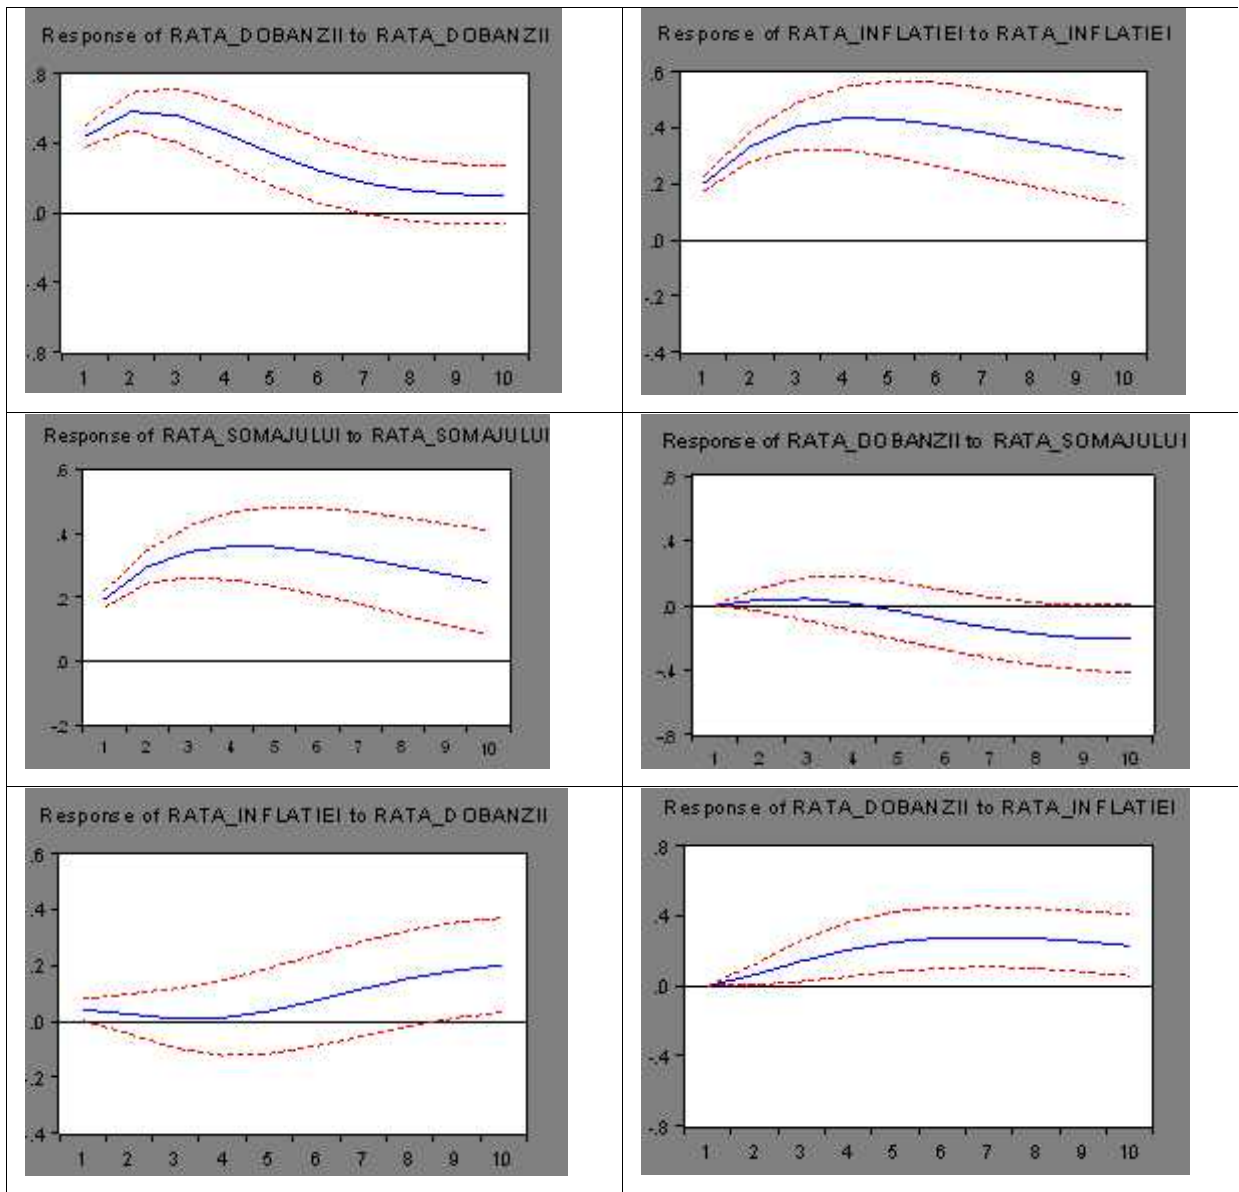 Response of RATA_DOBANZII to RATA_DOBANZII
.8
.4
.0
-.4
-.8
1 2 3 4 5 6 7 8 9 10
Response of RATA_INFLATIEI to RATA_INFLATIEI
.6
.4
.2
.0
-.2
-.4
1 2 3 4 5 6 7 8 9 10
Response of RATA_SOMAJULUI to RATA_SOMAJULUI
.6
.4
.2
.0
-.2
1 2 3 4 5 6 7 8 9 10
Response of RATA_DOBANZII to RATA_SOMAJULUI
.8
.4
.0
-.4
-.8
1 2 3 4 5 6 7 8 9 10
Response of RATA_INFLATIEI to RATA_DOBANZII
.6
.4
.2
.0
-.2
-.4
1 2 3 4 5 6 7 8 9 10
Response of RATA_DOBANZII to RATA_INFLATIEI
.8
.4
.0
-.4
-.8
1 2 3 4 5 6 7 8 9 10